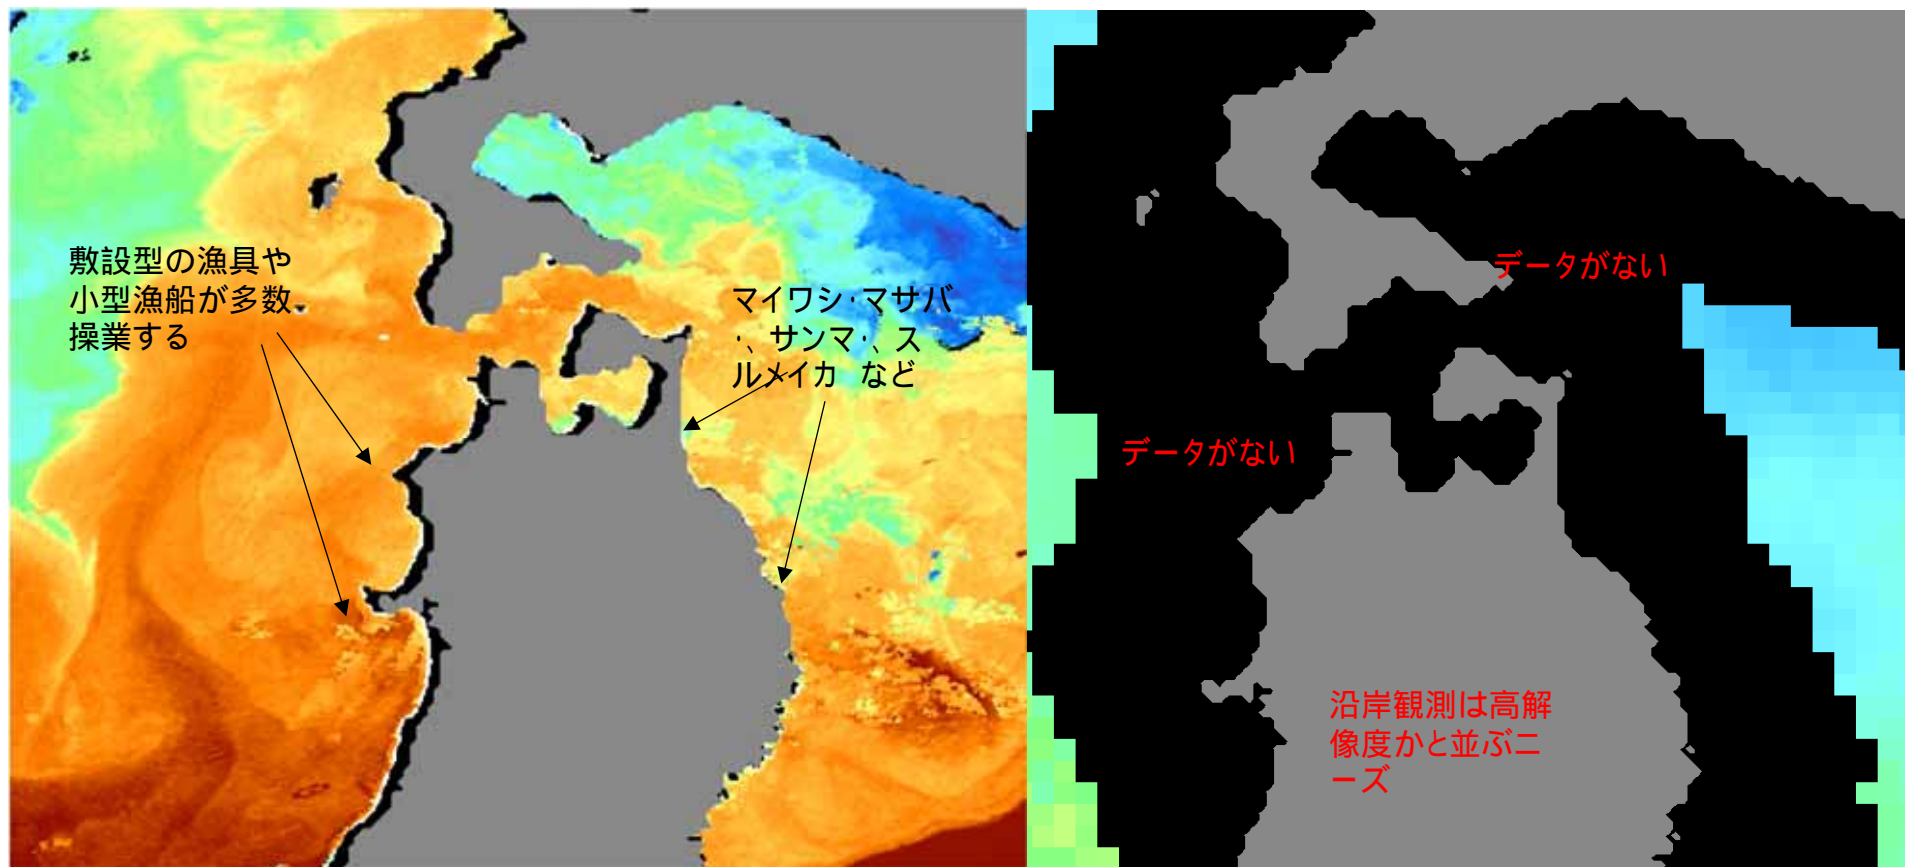 敷設型の漁具や
小型漁船が多数
操業する
マイワシ・マサバ
・、サンマ・、ス
ルメイカ など
データがない
データがない
沿岸観測は高解
像度かと並ぶニ
ーズ